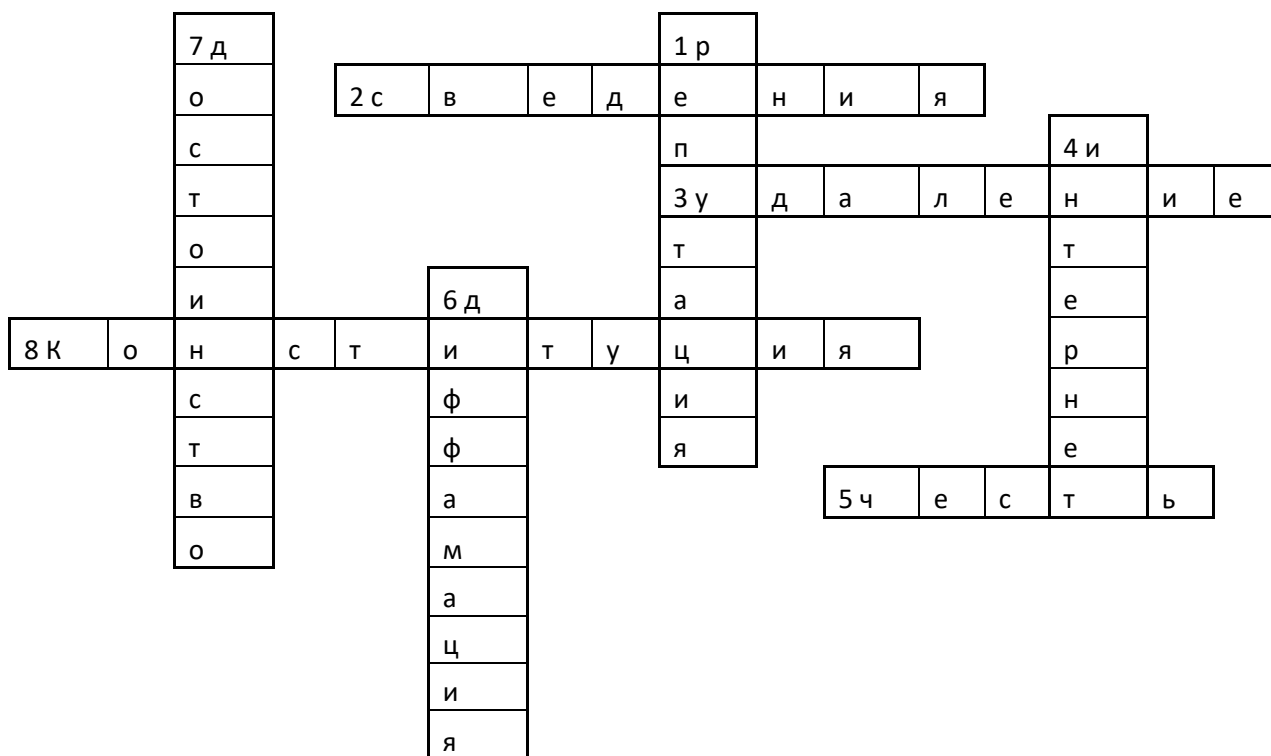 7 д 1 р
о 2 с в е д е н и я
с п 4 и
т 3 у д а л е н и е
о т т
и 6 д а е
8 К о н с т и т у ц и я р
с ф и н
т ф я е
в а 5 ч е с т ь
о м
а
ц
и
я